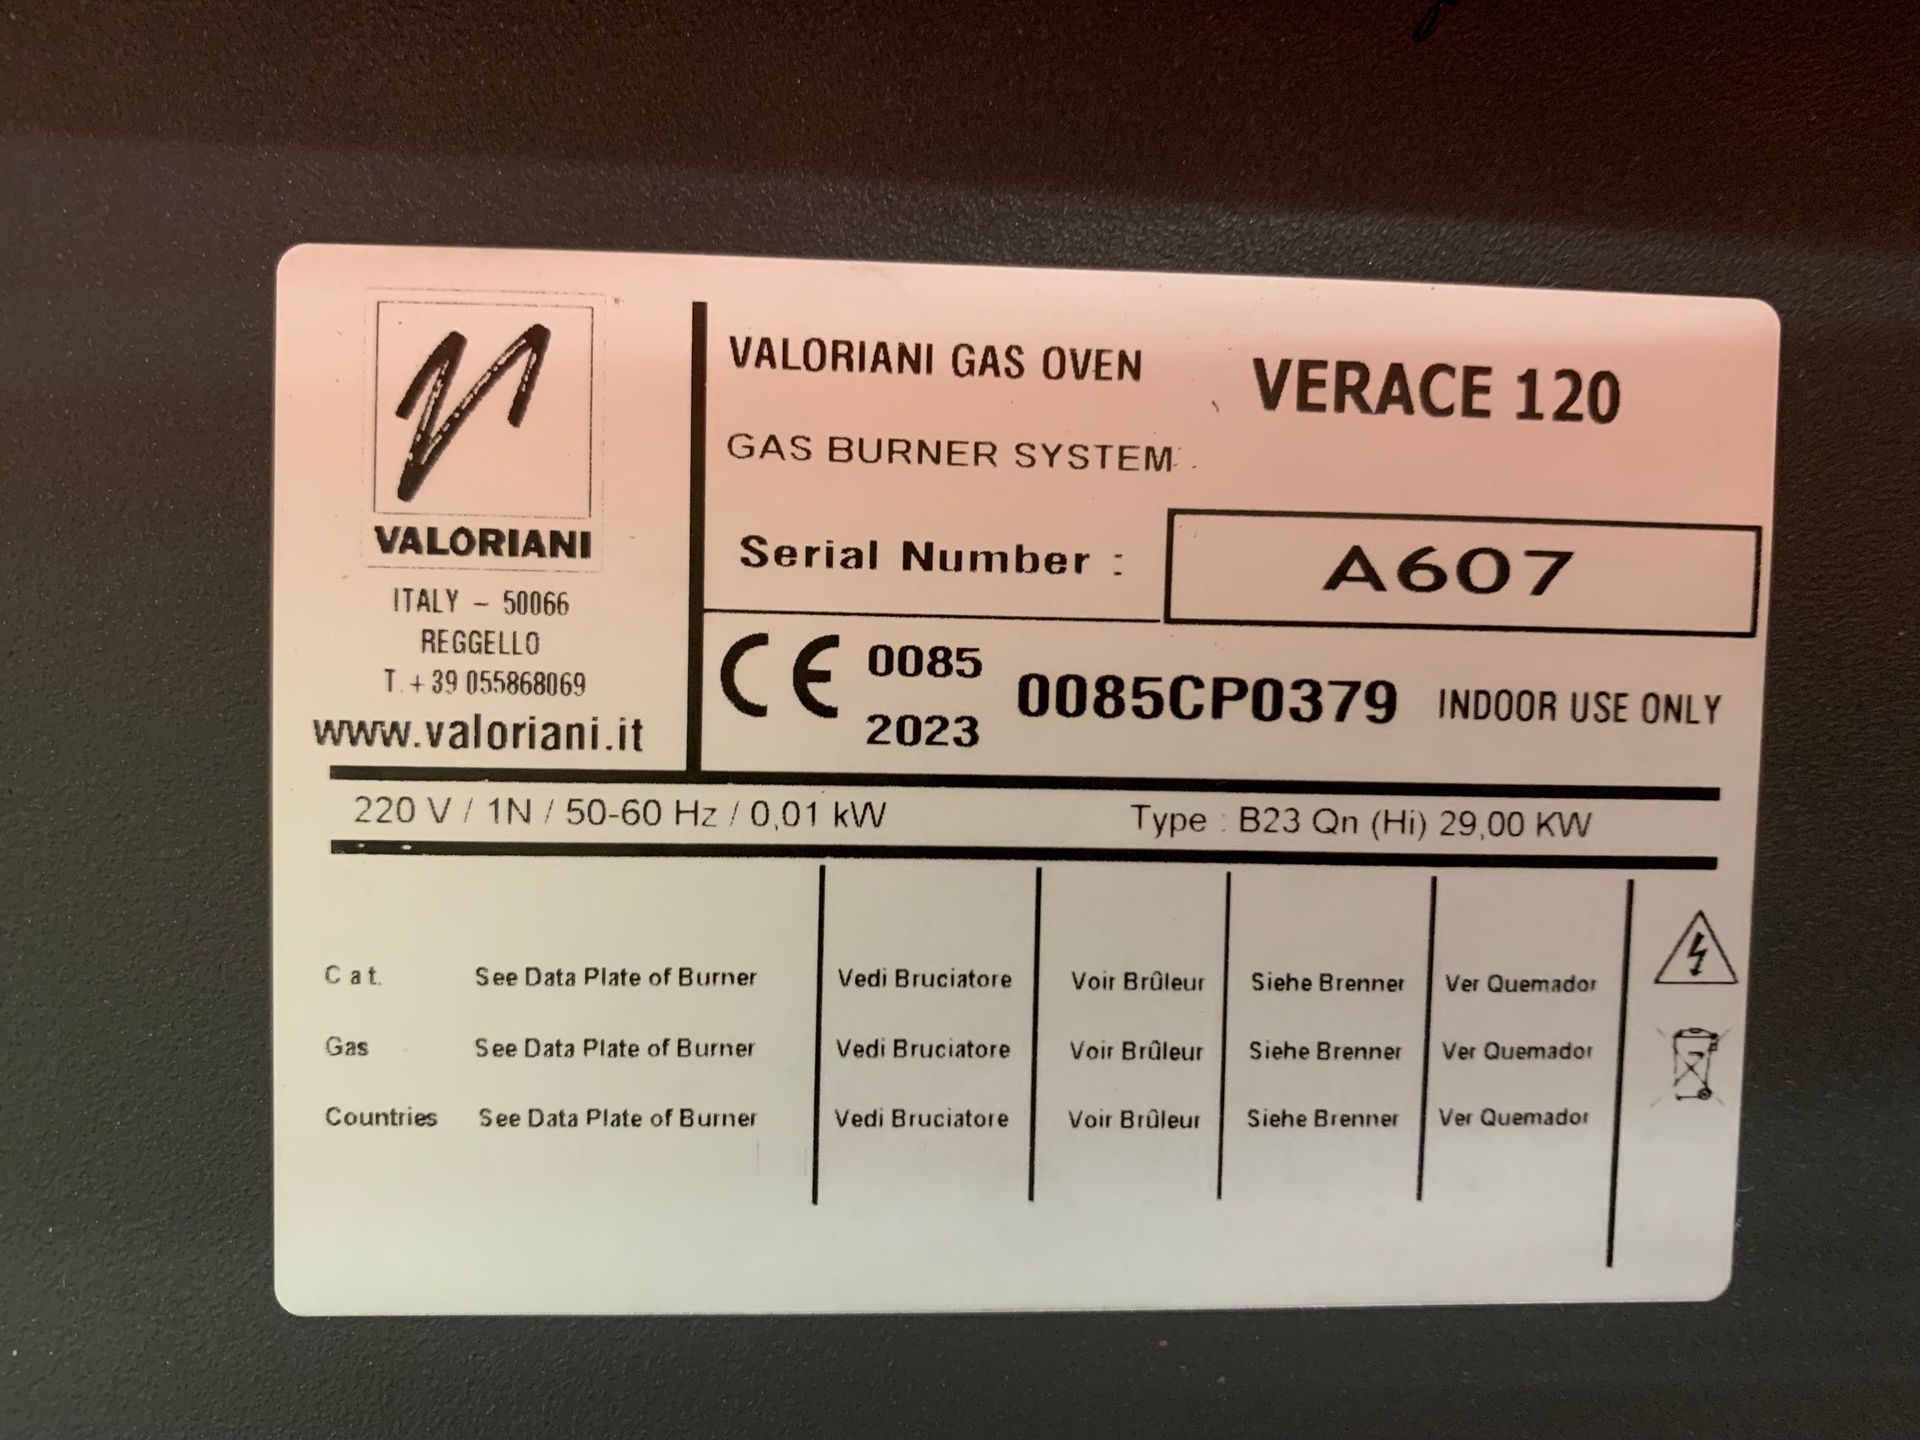 VALORIANI
ITALY – 50066
REGGELLO
T. +39 055868069
www.valoriani.it
VALORIANI GAS OVEN VERACE 120
GAS BURNER SYSTEM
Serial Number : A607
CE 0085 2023 0085CP0379 INDOOR USE ONLY
220 V / 1N / 50-60 Hz / 0,01 kW Type : B23 Qn (Hi) 29,00 KW
Cat. See Data Plate of Burner Vedi Bruciatore Voir Brûleur Siehe Brenner Ver Quemador
Gas See Data Plate of Burner Vedi Bruciatore Voir Brûleur Siehe Brenner Ver Quemador
Countries See Data Plate of Burner Vedi Bruciatore Voir Brûleur Siehe Brenner Ver Quemador